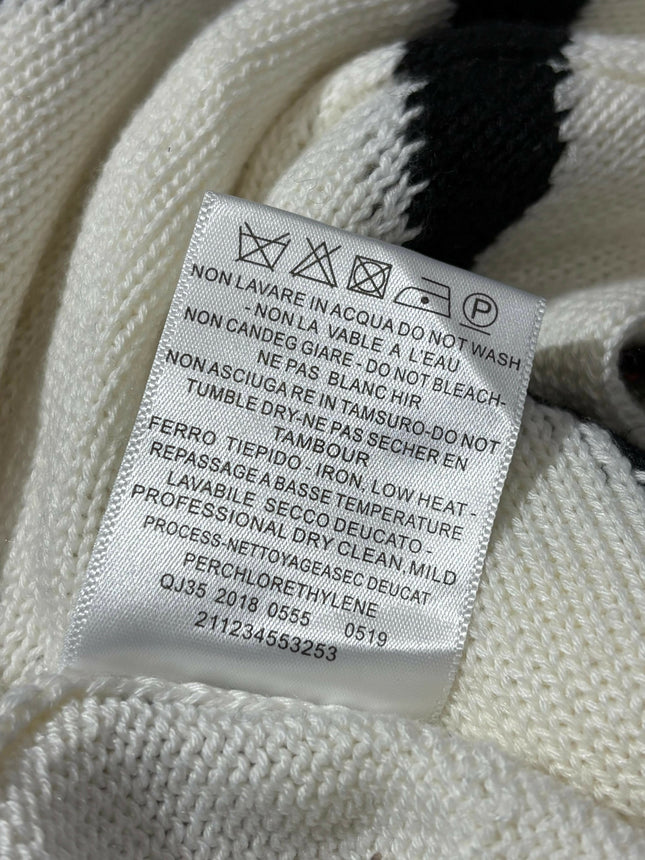 P
NON LAVARE IN ACQUA DO NOT WASH
- NON LA VABLE A L'EAU
NON CANDEG GIARE - DO NOT BLEACH-
NE PAS BLANC HIR
NON ASCIUGA RE IN TAMSURO-DO NOT
TUMBLE DRY-NE PAS SECHER EN
TAMBOUR
FERRO TIEPIDO - IRON, LOW HEAT -
REPASSAGE A BASSE TEMPERATURE
LAVABILE SECCO DEUCATO -
PROFESSIONAL DRY CLEAN. MILD
PROCESS-NETTOYAGEASEC DEUCAT
PERCHLORETHYLENE
QJ35 2018 0555 0519
211234553253